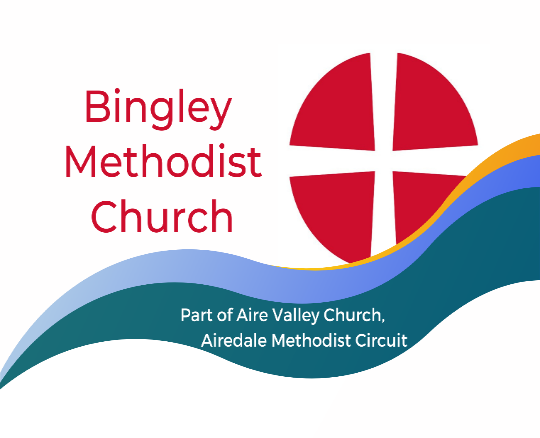 Bingley
Methodist
Church
Part of Aire Valley Church,
Airedale Methodist Circuit